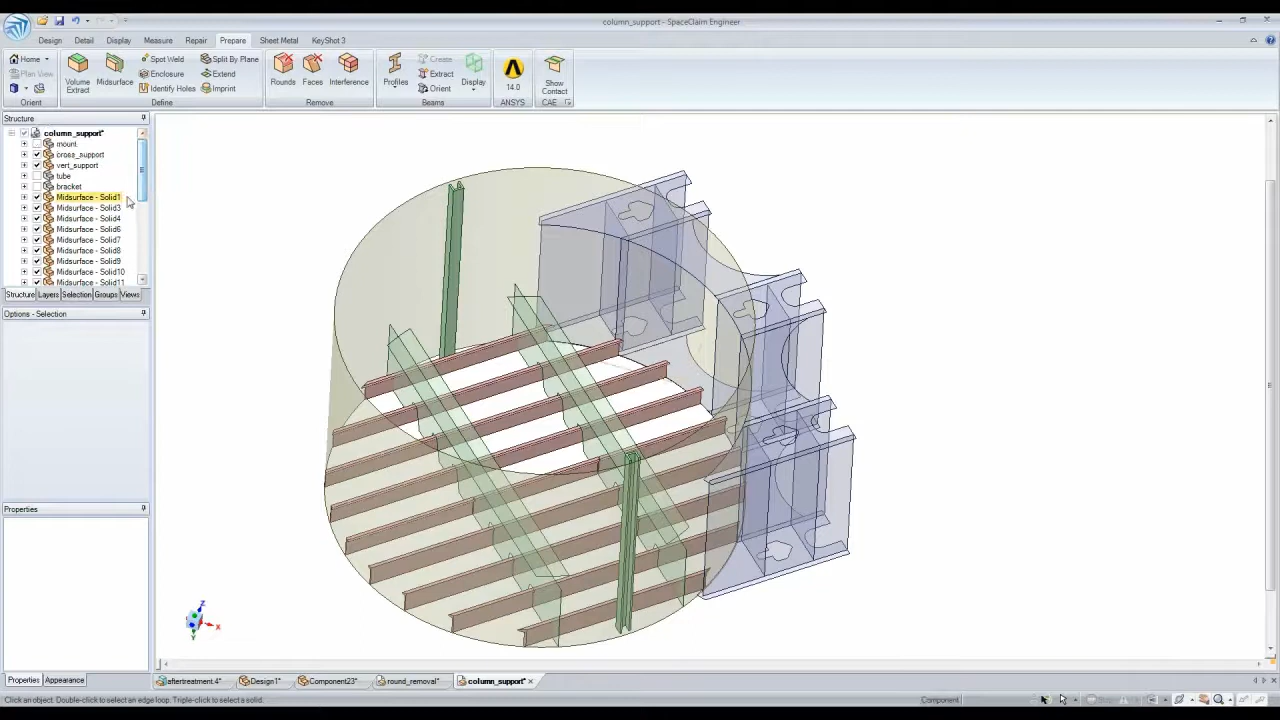 column_support - SpaceClaim Engineer
Design Detail Display Measure Repair Prepare Sheet Metal KeyShot 3
Home
Plan View
Orient
Volume Extract
Midsurface
Spot Weld
Enclosure
Identify Holes
Split By Plane
Extend
Imprint
Define
Rounds
Faces
Interference
Remove
Profiles
Create
Extract
Orient
Display
Beams
14.0
ANSYS
Show Contact
CAE
Structure
column_support*
mount
cross_support
vert_support
tube
bracket
Midsurface - Solid1
Midsurface - Solid3
Midsurface - Solid4
Midsurface - Solid6
Midsurface - Solid7
Midsurface - Solid8
Midsurface - Solid9
Midsurface - Solid10
Midsurface - Solid11
Structure Layers Selection Groups Views
Options - Selection
Properties
Z
X
Y
Properties Appearance
aftertreatment.4* Design1* Component23* round_removal* column_support*
Click an object. Double-click to select an edge loop. Triple-click to select a solid.
Component